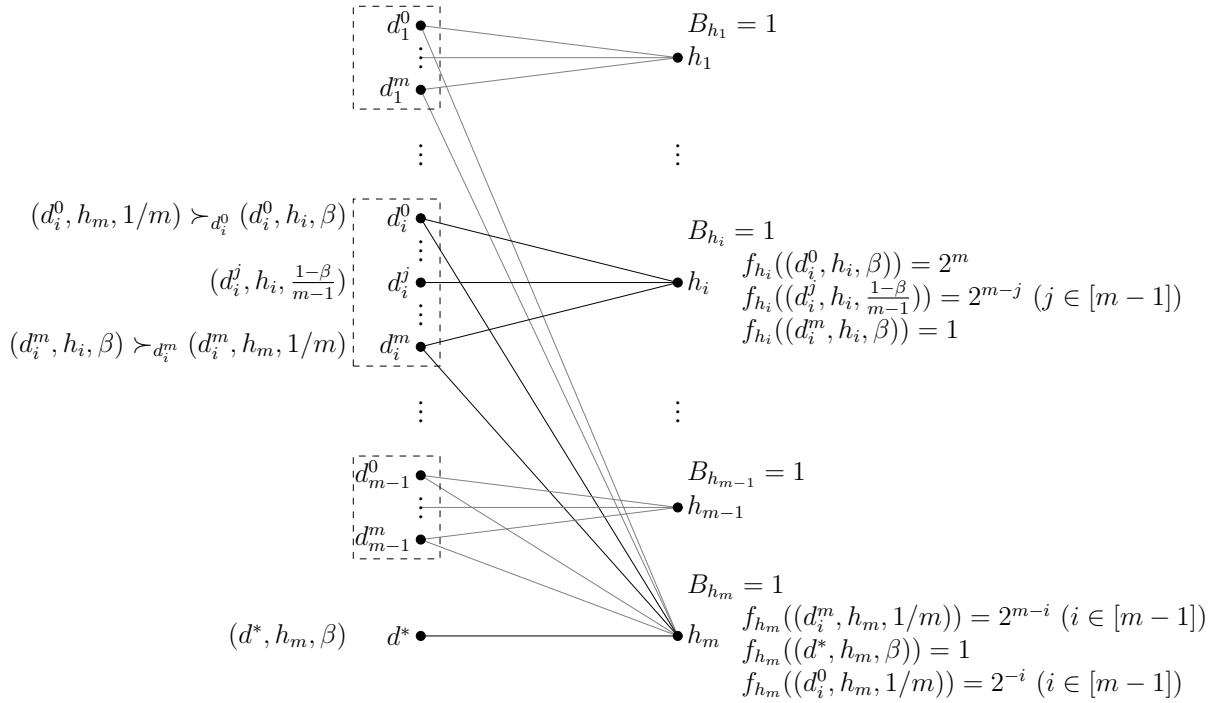 d_1^0
B_{h_1} = 1
⋮
h_1
d_1^m
⋮ ⋮
(d_i^0, h_m, 1/m) ≻_{d_i^0} (d_i^0, h_i, β)
d_i^0
B_{h_i} = 1
⋮
f_{h_i}((d_i^0, h_i, β)) = 2^m
(d_i^j, h_i, \frac{1-β}{m-1})
d_i^j
h_i
f_{h_i}((d_i^j, h_i, \frac{1-β}{m-1})) = 2^{m-j} (j ∈ [m − 1])
⋮
f_{h_i}((d_i^m, h_i, β)) = 1
(d_i^m, h_i, β) ≻_{d_i^m} (d_i^m, h_m, 1/m)
d_i^m
⋮ ⋮
d_{m-1}^0
B_{h_{m-1}} = 1
⋮
h_{m-1}
d_{m-1}^m
B_{h_m} = 1
f_{h_m}((d_i^m, h_m, 1/m)) = 2^{m-i} (i ∈ [m − 1])
(d^*, h_m, β)
d^*
h_m
f_{h_m}((d^*, h_m, β)) = 1
f_{h_m}((d_i^0, h_m, 1/m)) = 2^{-i} (i ∈ [m − 1])